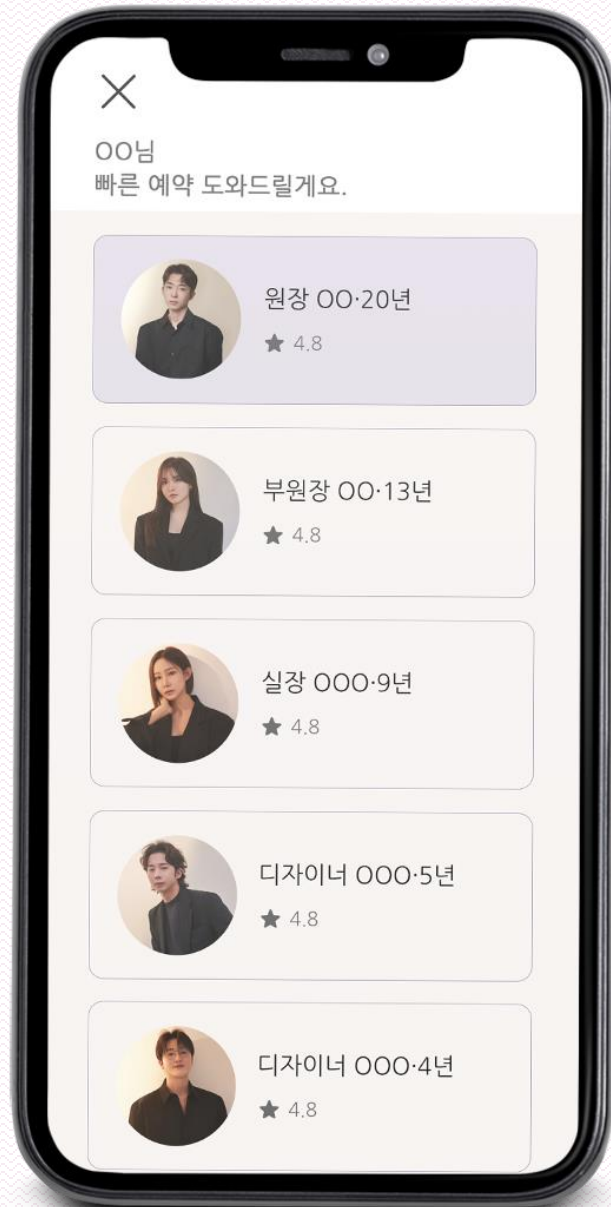 OO님
빠른 예약 도와드릴게요.
원장 OO·20년
★ 4.8
부원장 OO·13년
★ 4.8
실장 OOO·9년
★ 4.8
디자이너 OOO·5년
★ 4.8
디자이너 OOO·4년
★ 4.8